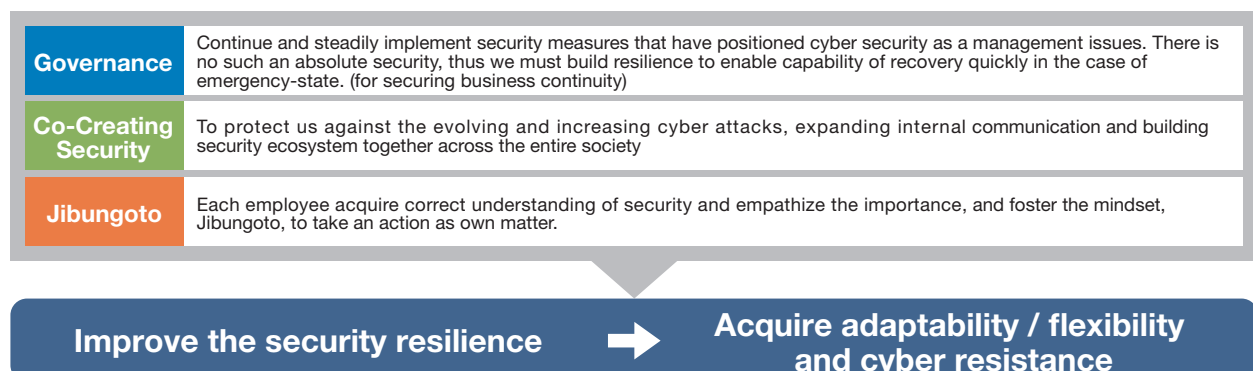 Governance
Continue and steadily implement security measures that have positioned cyber security as a management issues. There is
no such an absolute security, thus we must build resilience to enable capability of recovery quickly in the case of
emergency-state. (for securing business continuity)
Co-Creating
Security
To protect us against the evolving and increasing cyber attacks, expanding internal communication and building
security ecosystem together across the entire society
Jibungoto
Each employee acquire correct understanding of security and empathize the importance, and foster the mindset,
Jibungoto, to take an action as own matter.
Improve the security resilience
Acquire adaptability / flexibility
and cyber resistance